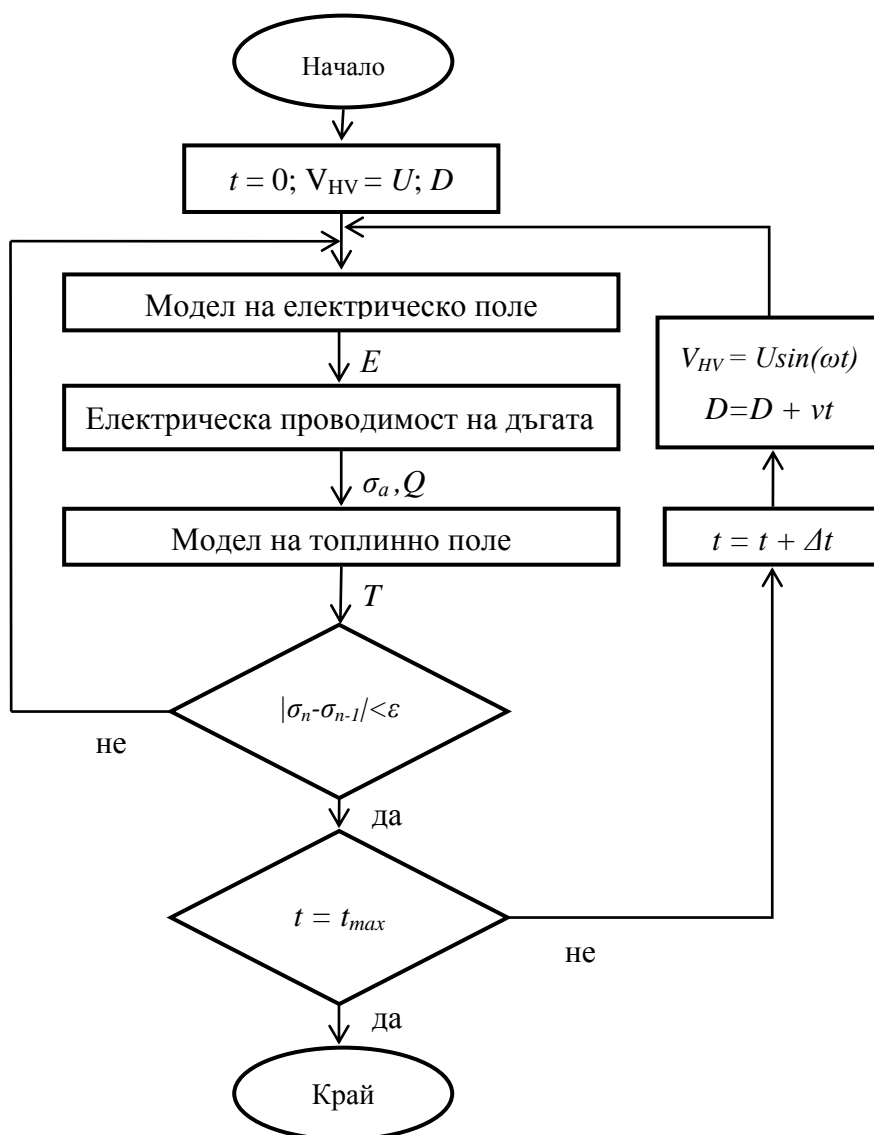 Начало
t = 0; V_HV = U; D
Модел на електрическо поле
E
V_HV = Usin(ωt)
D=D + vt
Електрическа проводимост на дъгата
σ_a ,Q
Модел на топлинно поле
t = t + Δt
T
|σ_n-σ_n-1|<ε
не
да
t = t_max
не
да
Край